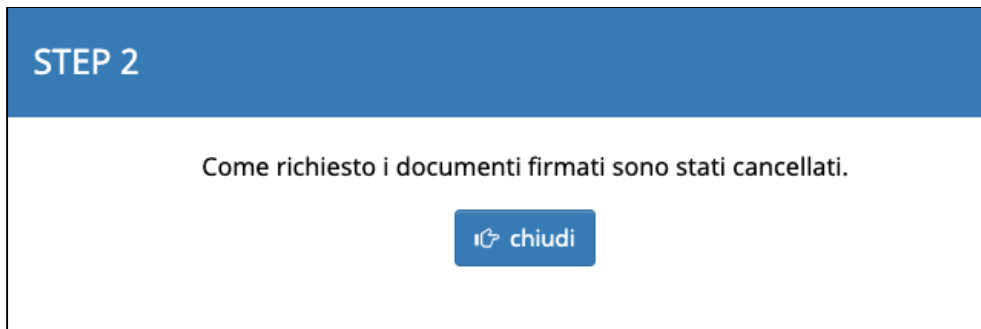 STEP 2
Come richiesto i documenti firmati sono stati cancellati.
chiudi